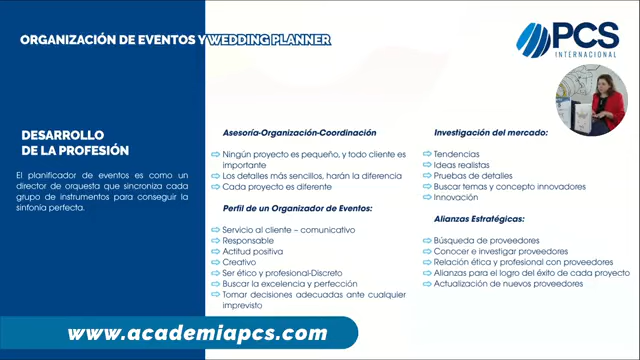 ORGANIZACIÓN DE EVENTOS Y WEDDING PLANNER
PCS
INTERNACIONAL
DESARROLLO
DE LA PROFESIÓN
El planificador de eventos es como un
director de orquesta que sincroniza cada
grupo de instrumentos para conseguir la
sinfonía perfecta.
Asesoría-Organización-Coordinación
⇨ Ningún proyecto es pequeño, y todo cliente es
importante
⇨ Los detalles más sencillos, harán la diferencia
⇨ Cada proyecto es diferente
Perfil de un Organizador de Eventos:
⇨ Servicio al cliente – comunicativo
⇨ Responsable
⇨ Actitud positiva
⇨ Creativo
⇨ Ser ético y profesional-Discreto
⇨ Buscar la excelencia y perfección
⇨ Tomar decisiones adecuadas ante cualquier
imprevisto
Investigación del mercado:
⇨ Tendencias
⇨ Ideas realistas
⇨ Pruebas de detalles
⇨ Buscar temas y concepto innovadores
⇨ Innovación
Alianzas Estratégicas:
⇨ Búsqueda de proveedores
⇨ Conocer e investigar proveedores
⇨ Relación ética y profesional con proveedores
⇨ Alianzas para el logro del éxito de cada proyecto
⇨ Actualización de nuevos proveedores
www.academiapcs.com